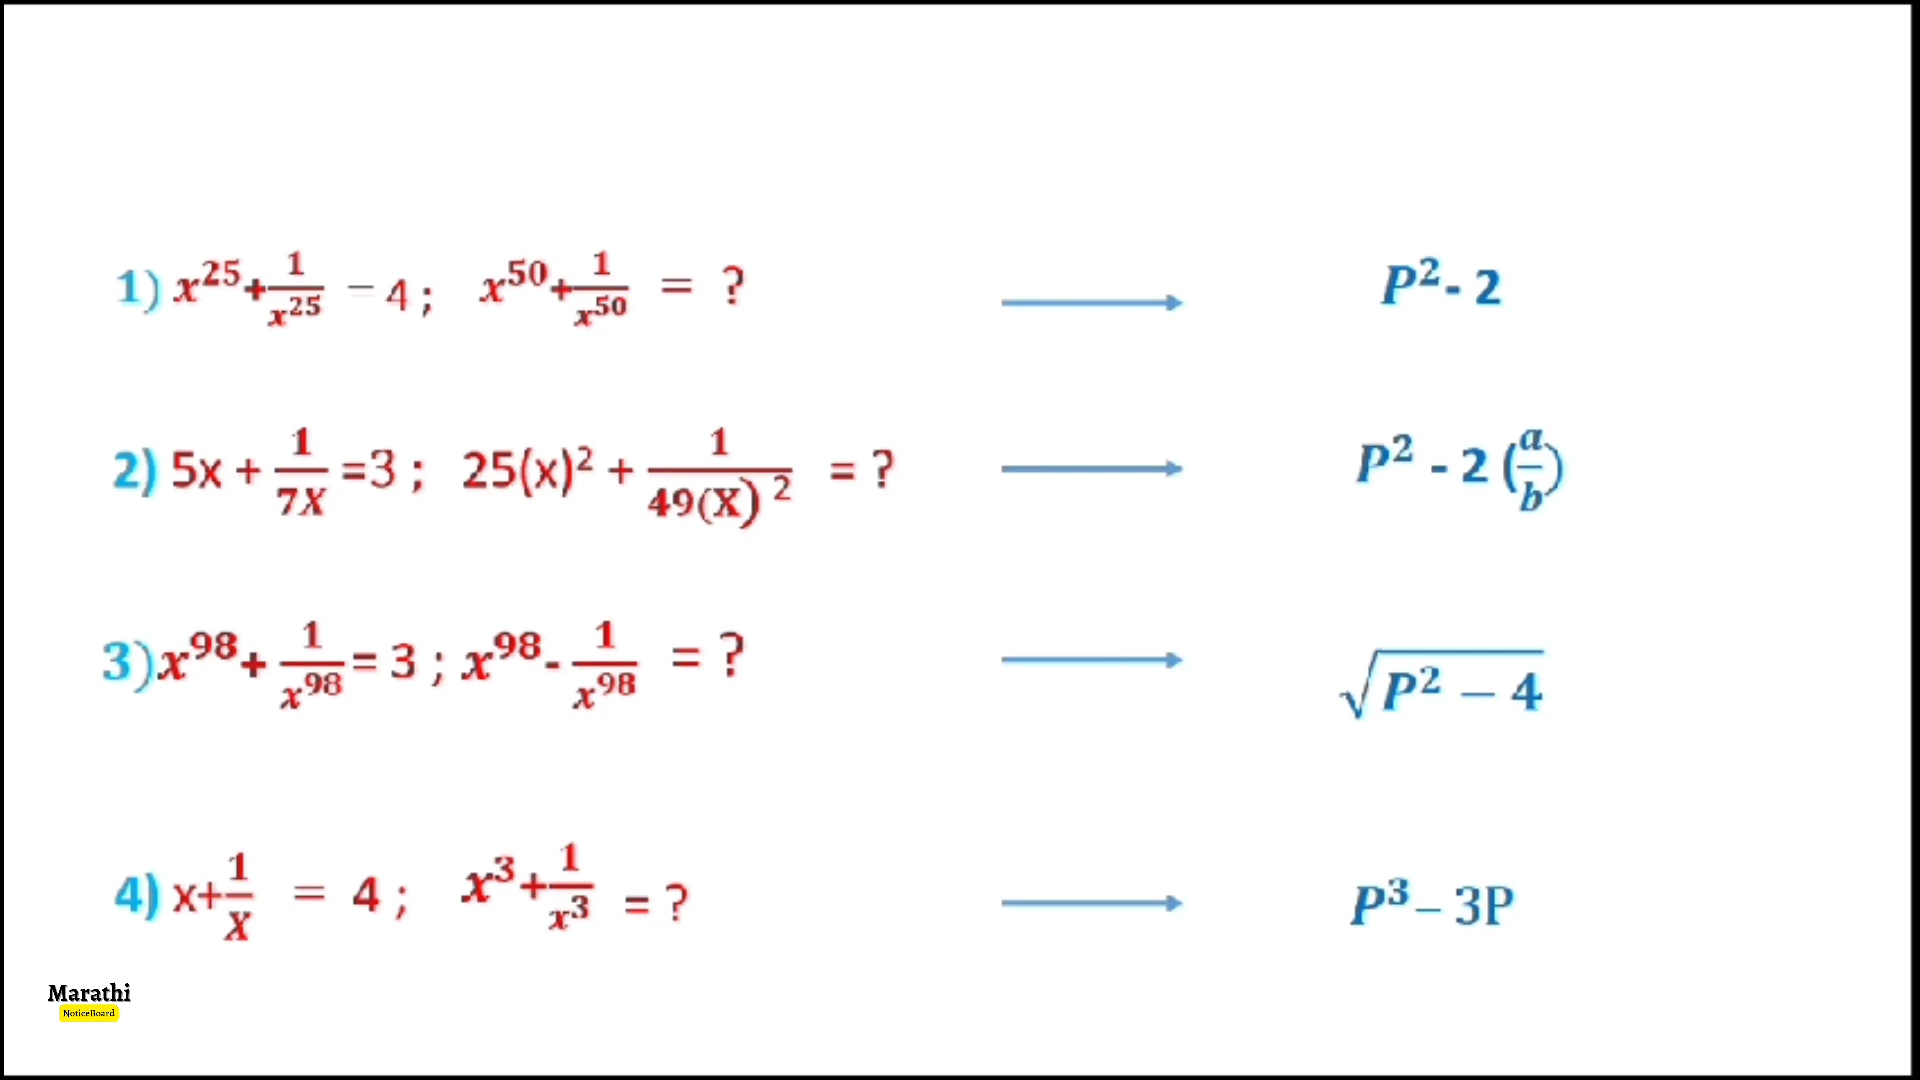 1) x²⁵+1/x²⁵ – 4 ; x⁵⁰+1/x⁵⁰ = ? P² - 2
2) 5x + 1/7X =3 ; 25(x)² + 1/49(X)² = ? P² - 2 (a/b)
3)x⁹⁸+1/x⁹⁸ = 3 ; x⁹⁸-1/x⁹⁸ = ? √P² – 4
4) x+1/X = 4 ; x³+1/x³ = ? P³ – 3P
Marathi
NoticeBoard